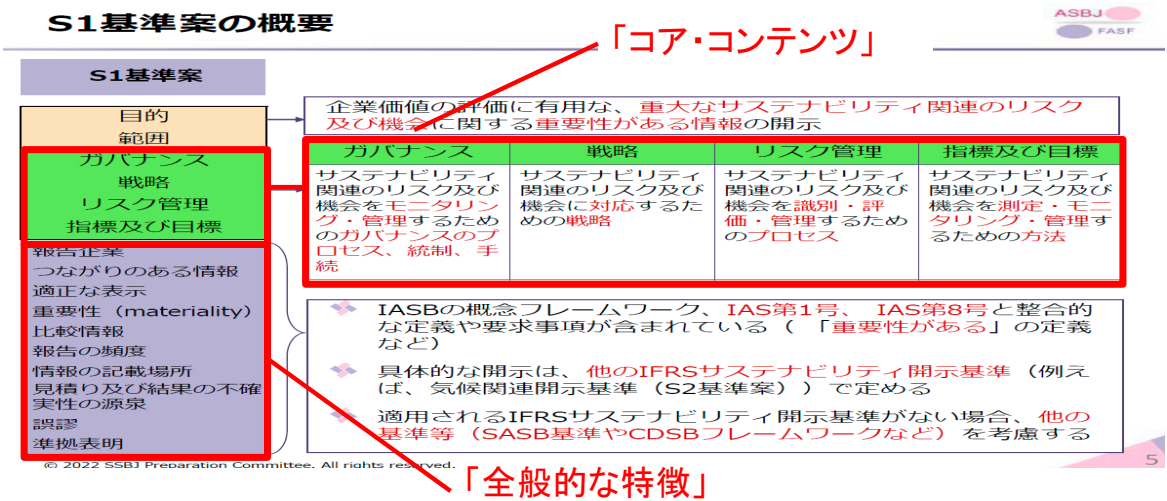 S1基準案の概要
ASBJ
FASF
「コア・コンテンツ」
S1基準案
目的
範囲
ガバナンス
戦略
リスク管理
指標及び目標
報告企業
つながりのある情報
適正な表示
重要性（materiality）
比較情報
報告の頻度
情報の記載場所
見積り及び結果の不確
実性の源泉
誤謬
準拠表明
企業価値の評価に有用な、重大なサステナビリティ関連のリスク
及び機会に関する重要性がある情報の開示
ガバナンス
サステナビリティ
関連のリスク及び
機会をモニタリン
グ・管理するため
のガバナンスのプ
ロセス、統制、手
続
戦略
サステナビリティ
関連のリスク及び
機会に対応するた
めの戦略
リスク管理
サステナビリティ
関連のリスク及び
機会を識別・評
価・管理するため
のプロセス
指標及び目標
サステナビリティ
関連のリスク及び
機会を測定・モニ
タリング・管理す
るための方法
IASBの概念フレームワーク、IAS第1号、 IAS第8号と整合的
な定義や要求事項が含まれている（ 「重要性がある」の定義
など）
具体的な開示は、他のIFRSサステナビリティ開示基準（例え
ば、気候関連開示基準（S2基準案））で定める
適用されるIFRSサステナビリティ開示基準がない場合、他の
基準等（SASB基準やCDSBフレームワークなど）を考慮する
© 2022 SSBJ Preparation Committee. All rights reserved.
5
「全般的な特徴」